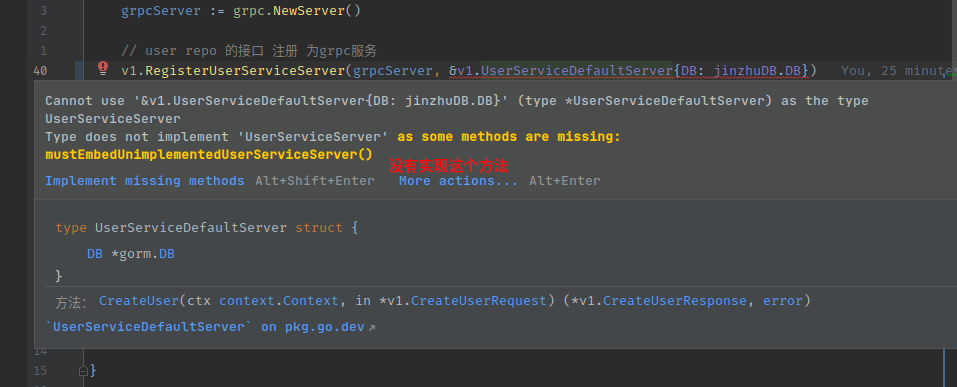 3 grpcServer := grpc.NewServer()
2
1 // user repo 的接口 注册 为grpc服务
40 v1.RegisterUserServiceServer(grpcServer, &v1.UserServiceDefaultServer{DB: jinzhuDB.DB}) You, 25 minutes
Cannot use '&v1.UserServiceDefaultServer{DB: jinzhuDB.DB}' (type *UserServiceDefaultServer) as the type
UserServiceServer
Type does not implement 'UserServiceServer' as some methods are missing:
mustEmbedUnimplementedUserServiceServer()
没有实现这个方法
Implement missing methods Alt+Shift+Enter More actions... Alt+Enter
type UserServiceDefaultServer struct {
DB *gorm.DB
}
方法: CreateUser(ctx context.Context, in *v1.CreateUserRequest) (*v1.CreateUserResponse, error)
`UserServiceDefaultServer` on pkg.go.dev↗
14
15 }